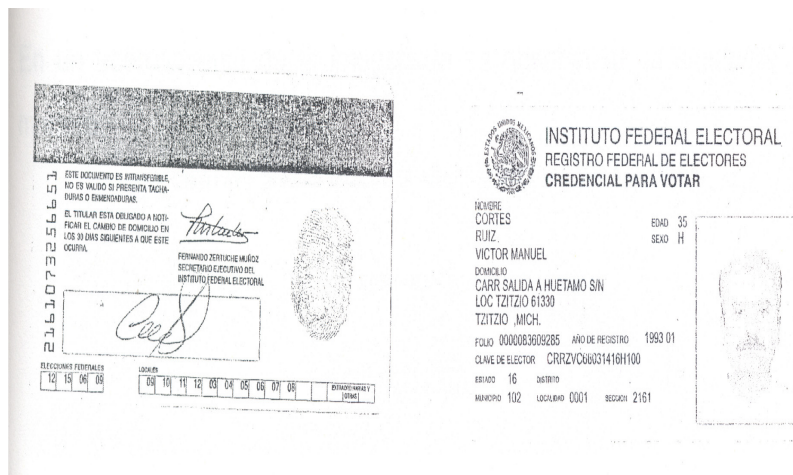 ESTE DOCUMENTO ES INTRANSFERIBLE,
NO ES VALIDO SI PRESENTA TACHA-
DURAS O ENMENDADURAS.
EL TITULAR ESTA OBLIGADO A NOTI-
FICAR EL CAMBIO DE DOMICILIO EN
LOS 30 DIAS SIGUIENTES A QUE ESTE
OCURRA.
FERNANDO ZERTUCHE MUÑOZ
SECRETARIO EJECUTIVO DEL
INSTITUTO FEDERAL ELECTORAL
ELECCIONES FEDERALES
12 15 06 09
LOCALES
09 10 11 12 03 04 05 06 07 08
EXTRAORDINARIAS Y
OTRAS
ESTADOS UNIDOS MEXICANOS
INSTITUTO FEDERAL ELECTORAL
REGISTRO FEDERAL DE ELECTORES
CREDENCIAL PARA VOTAR
NOMBRE
CORTES
RUIZ
VICTOR MANUEL
EDAD 35
SEXO H
DOMICILIO
CARR SALIDA A HUETAMO S/N
LOC TZITZIO 61330
TZITZIO ,MICH.
FOLIO 0000083609285 AÑO DE REGISTRO 1993 01
CLAVE DE ELECTOR
ESTADO 16 DISTRITO
MUNICIPIO 102 LOCALIDAD 0001 SECCION 2161